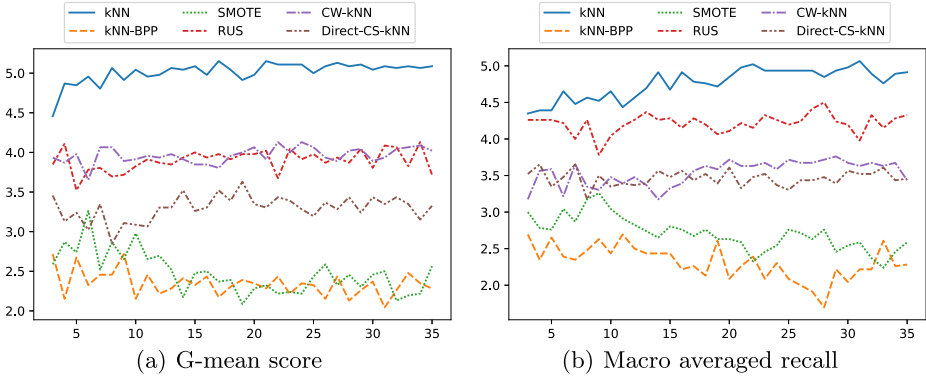 kNN SMOTE CW-kNN
kNN-BPP RUS Direct-CS-kNN
5.0
4.5
4.0
3.5
3.0
2.5
2.0
5 10 15 20 25 30 35
(a) G-mean score
kNN SMOTE CW-kNN
kNN-BPP RUS Direct-CS-kNN
5.0
4.5
4.0
3.5
3.0
2.5
2.0
5 10 15 20 25 30 35
(b) Macro averaged recall